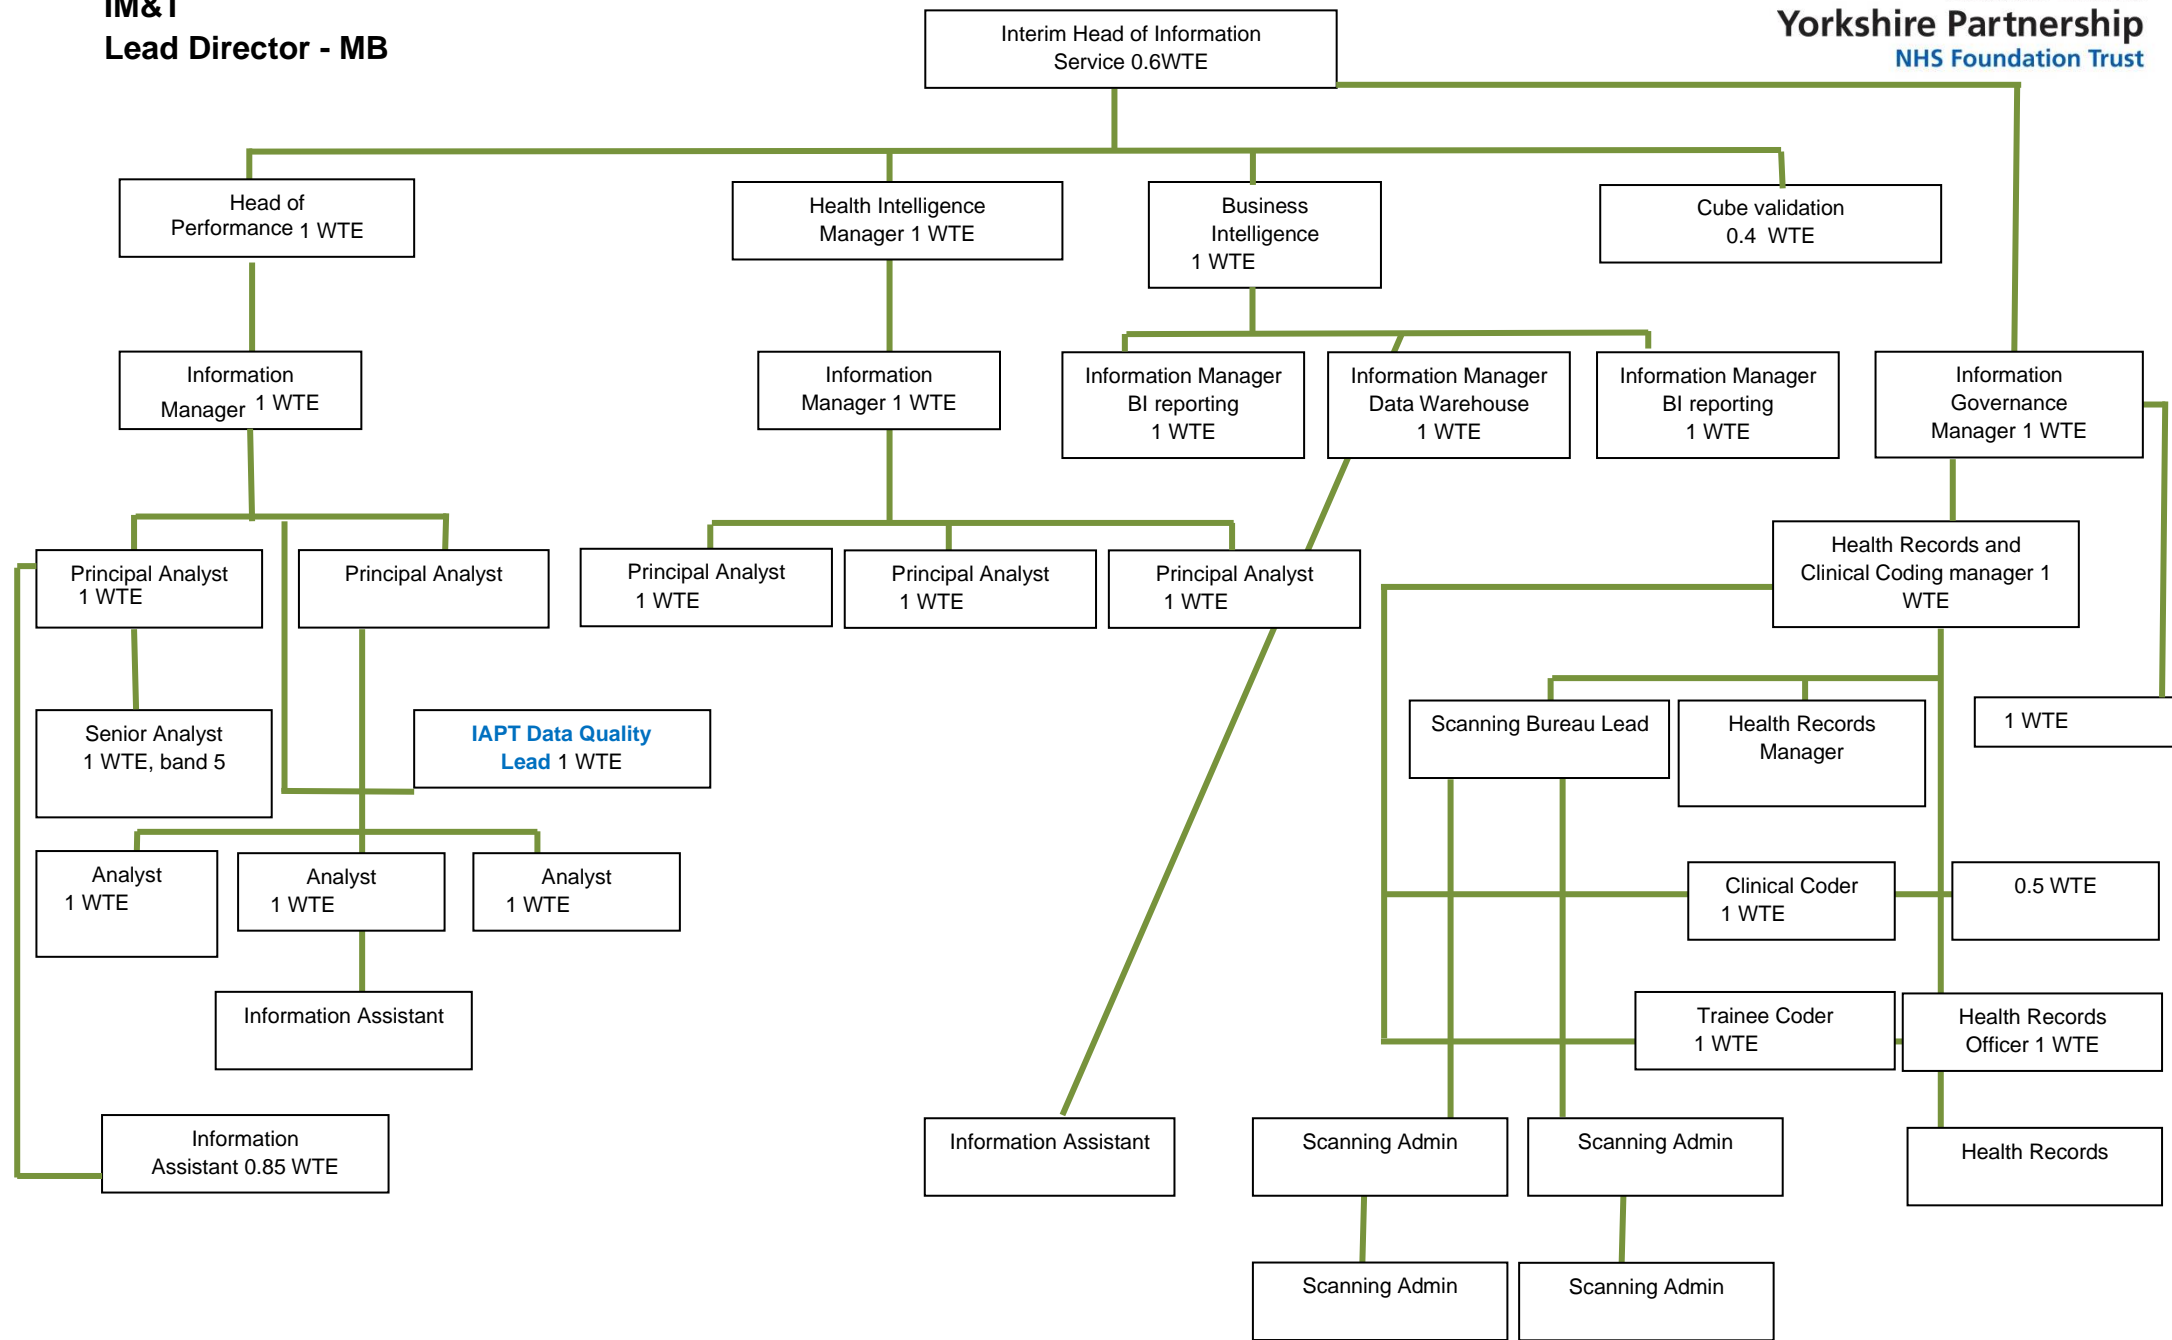 IM&T
Lead Director - MB
Yorkshire Partnership
NHS Foundation Trust
Interim Head of Information
Service 0.6WTE
Head of
Performance 1 WTE
Health Intelligence
Manager 1 WTE
Business
Intelligence
1 WTE
Cube validation
0.4 WTE
Information
Manager 1 WTE
Information
Manager 1 WTE
Information Manager
BI reporting
1 WTE
Information Manager
Data Warehouse
1 WTE
Information Manager
BI reporting
1 WTE
Information
Governance
Manager 1 WTE
Principal Analyst
1 WTE
Principal Analyst
Principal Analyst
1 WTE
Principal Analyst
1 WTE
Principal Analyst
1 WTE
Health Records and
Clinical Coding manager 1
WTE
Senior Analyst
1 WTE, band 5
IAPT Data Quality
Lead 1 WTE
Scanning Bureau Lead
Health Records
Manager
1 WTE
Analyst
1 WTE
Analyst
1 WTE
Analyst
1 WTE
Clinical Coder
1 WTE
0.5 WTE
Information Assistant
Trainee Coder
1 WTE
Health Records
Officer 1 WTE
Information
Assistant 0.85 WTE
Information Assistant
Scanning Admin
Scanning Admin
Health Records
Scanning Admin
Scanning Admin